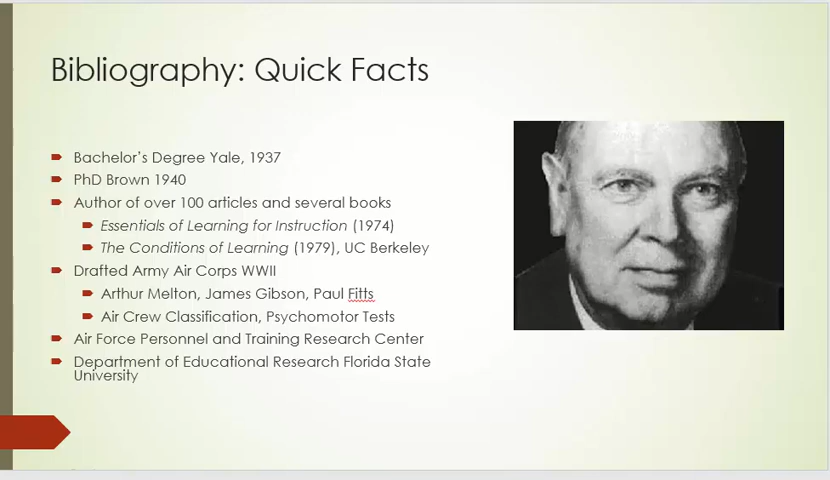 Bibliography: Quick Facts
Bachelor's Degree Yale, 1937
PhD Brown 1940
Author of over 100 articles and several books
Essentials of Learning for Instruction (1974)
The Conditions of Learning (1979), UC Berkeley
Drafted Army Air Corps WWII
Arthur Melton, James Gibson, Paul Fitts
Air Crew Classification, Psychomotor Tests
Air Force Personnel and Training Research Center
Department of Educational Research Florida State
University